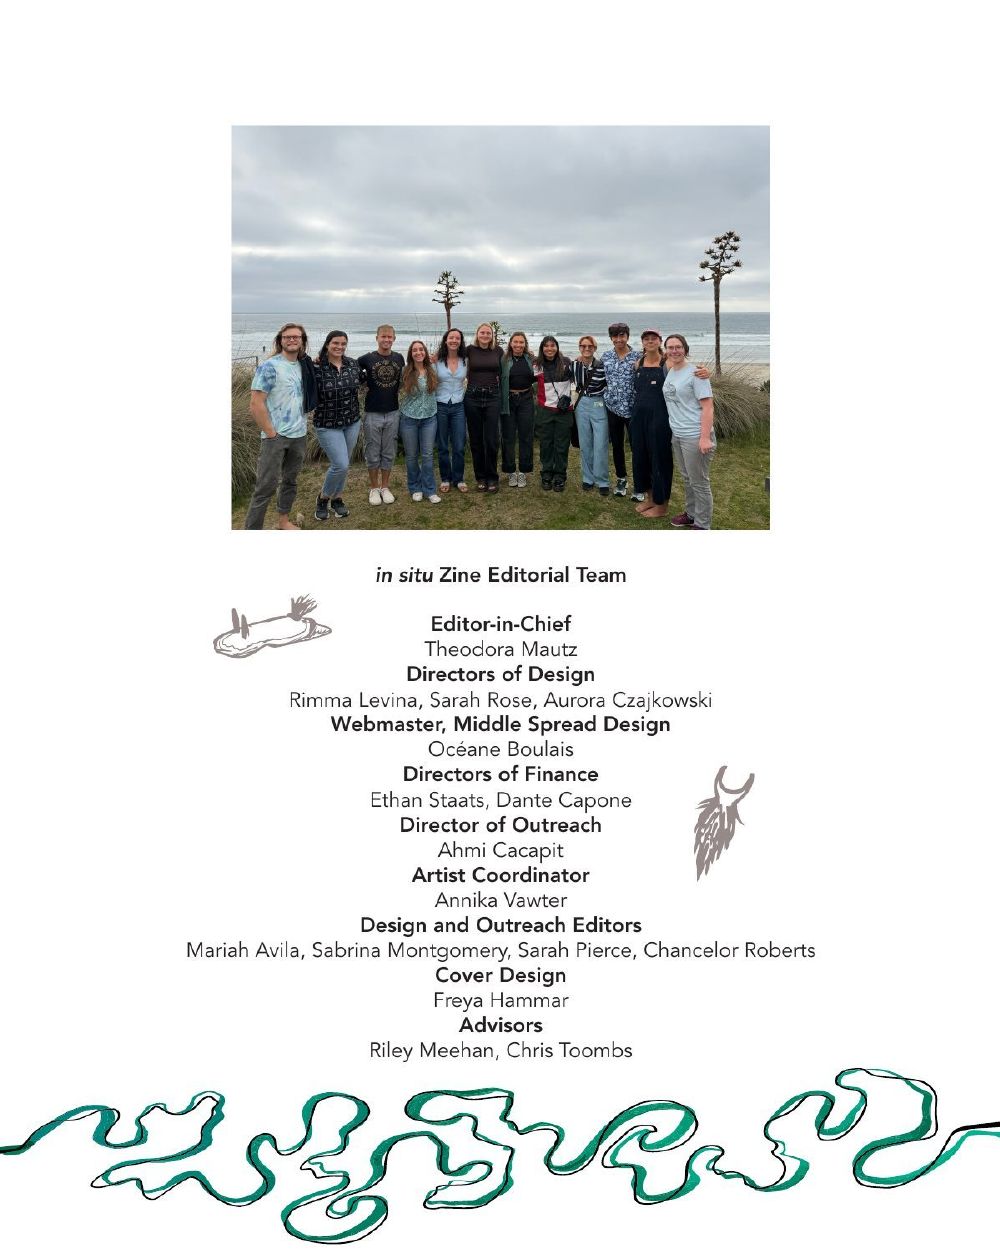 in situ Zine Editorial Team
Editor-in-Chief
Theodora Mautz
Directors of Design
Rimma Levina, Sarah Rose, Aurora Czajkowski
Webmaster, Middle Spread Design
Océane Boulais
Directors of Finance
Ethan Staats, Dante Capone
Director of Outreach
Ahmi Cacapit
Artist Coordinator
Annika Vawter
Design and Outreach Editors
Mariah Avila, Sabrina Montgomery, Sarah Pierce, Chancelor Roberts
Cover Design
Freya Hammar
Advisors
Riley Meehan, Chris Toombs